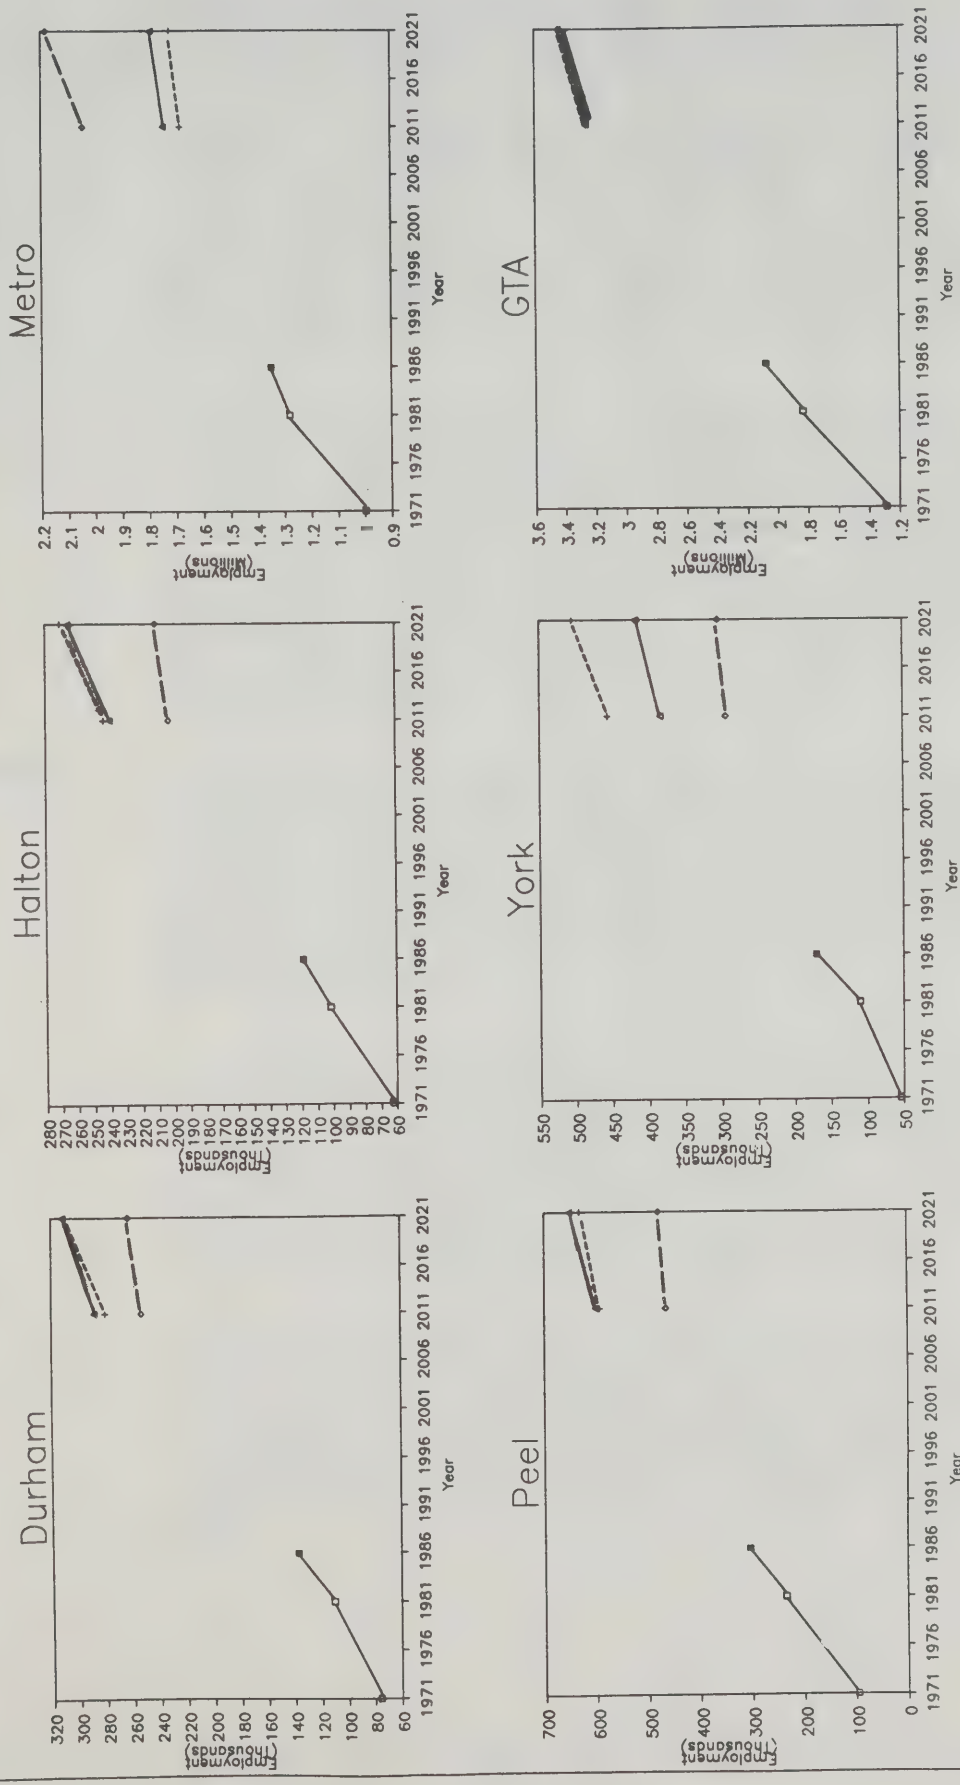 Durham
320
300
280
260
240
220
200
180
160
140
120
100
80
60
Employment
(Thousands)
1971 1976 1981 1986 1991 1996 2001 2006 2011 2016 2021
Year
Halton
280
270
260
250
240
230
220
210
200
190
180
170
160
150
140
130
120
110
100
90
80
70
60
Employment
(Thousands)
1971 1976 1981 1986 1991 1996 2001 2006 2011 2016 2021
Year
Metro
2.2
2.1
2
1.9
1.8
1.7
1.6
1.5
1.4
1.3
1.2
1.1
1
0.9
Employment
(Millions)
1971 1976 1981 1986 1991 1996 2001 2006 2011 2016 2021
Year
Peel
700
600
500
400
300
200
100
0
Employment
(Thousands)
1971 1976 1981 1986 1991 1996 2001 2006 2011 2016 2021
Year
York
550
500
450
400
350
300
250
200
150
100
50
Employment
(Thousands)
1971 1976 1981 1986 1991 1996 2001 2006 2011 2016 2021
Year
GTA
3.6
3.4
3.2
3
2.8
2.6
2.4
2.2
2
1.8
1.6
1.4
1.2
Employment
(Millions)
1971 1976 1981 1986 1991 1996 2001 2006 2011 2016 2021
Year